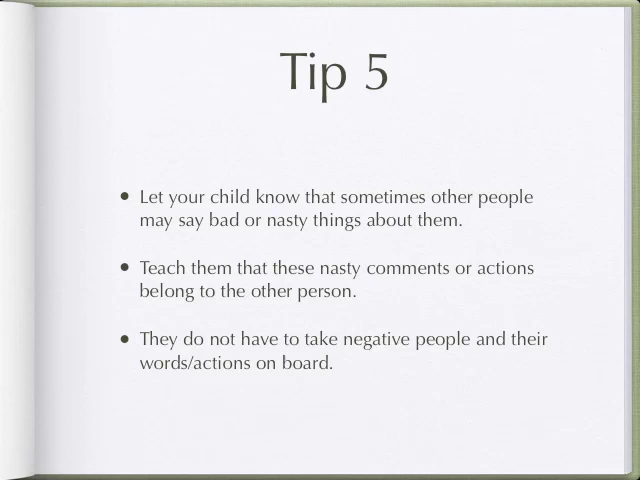 Tip 5
• Let your child know that sometimes other people
may say bad or nasty things about them.
• Teach them that these nasty comments or actions
belong to the other person.
• They do not have to take negative people and their
words/actions on board.